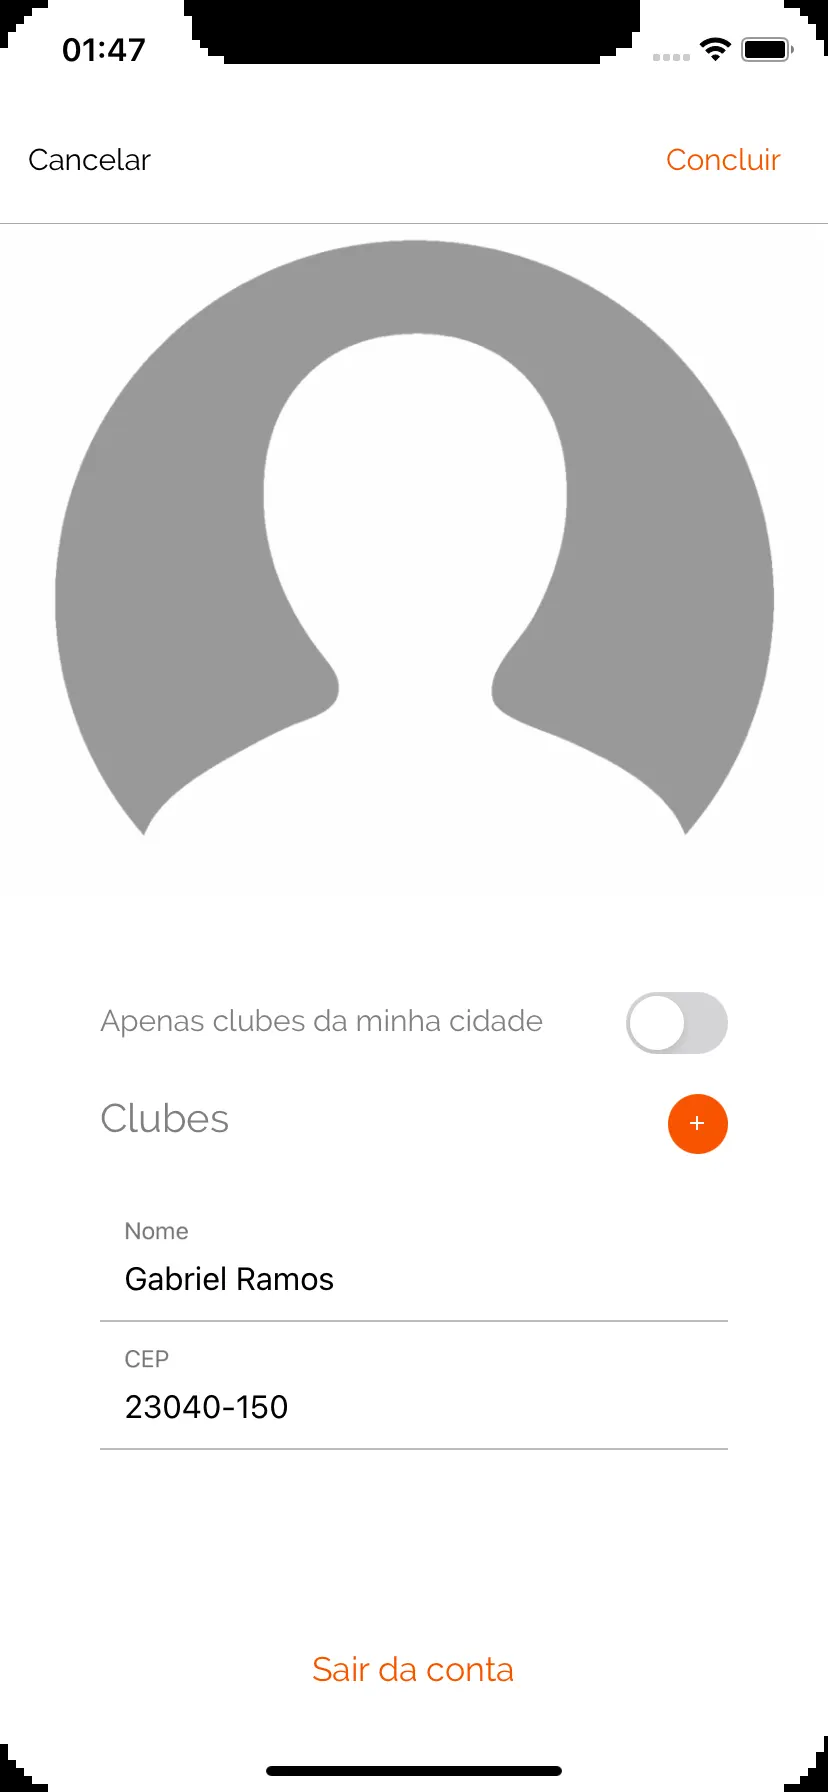 01:47
Cancelar
Concluir
Apenas clubes da minha cidade
Clubes
+
Nome
Gabriel Ramos
CEP
23040-150
Sair da conta